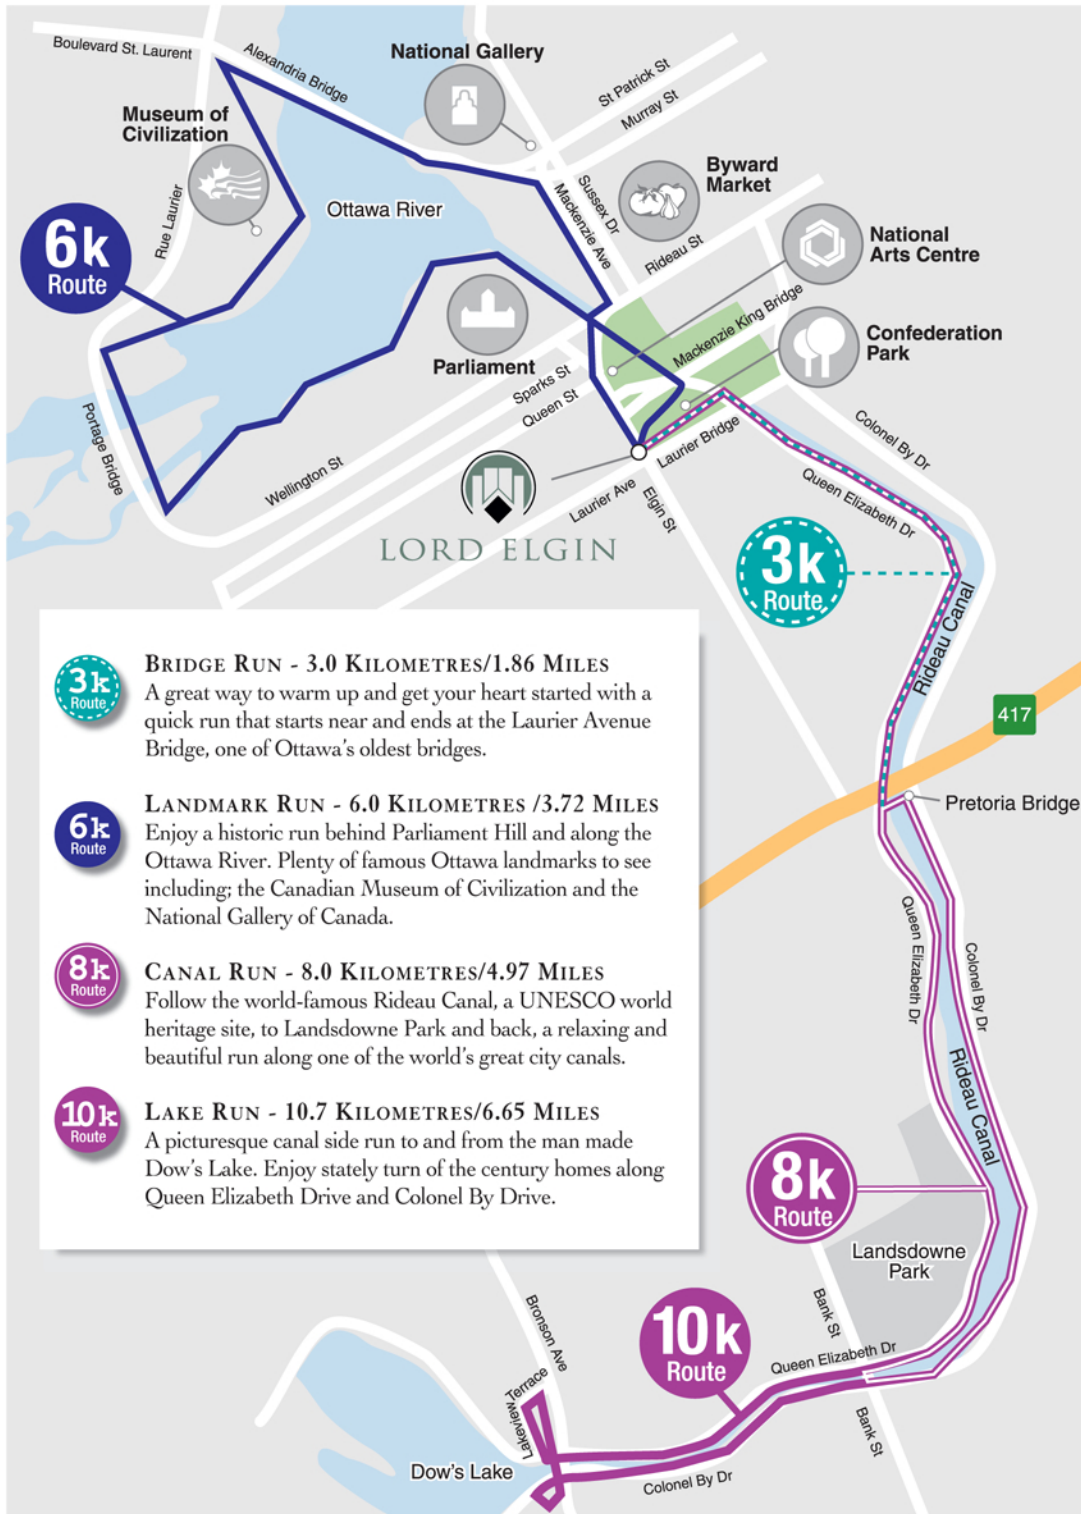 Boulevard St. Laurent
Alexandria Bridge
National Gallery
St Patrick St
Murray St
Museum of
Civilization
Byward
Market
Sussex Dr
Mackenzie Ave
Rue Laurier
Ottawa River
6k
Route
Rideau St
National
Arts Centre
Mackenzie King Bridge
Confederation
Park
Parliament
Sparks St
Queen St
Portage Bridge
Wellington St
Laurier Bridge
Colonel By Dr
Queen Elizabeth Dr
Laurier Ave
Elgin St
LORD ELGIN
3k
Route
Rideau Canal
417
Pretoria Bridge
3k
Route
BRIDGE RUN - 3.0 KILOMETRES/1.86 MILES
A great way to warm up and get your heart started with a
quick run that starts near and ends at the Laurier Avenue
Bridge, one of Ottawa's oldest bridges.
6k
Route
LANDMARK RUN - 6.0 KILOMETRES /3.72 MILES
Enjoy a historic run behind Parliament Hill and along the
Ottawa River. Plenty of famous Ottawa landmarks to see
including; the Canadian Museum of Civilization and the
National Gallery of Canada.
8k
Route
CANAL RUN - 8.0 KILOMETRES/4.97 MILES
Follow the world-famous Rideau Canal, a UNESCO world
heritage site, to Landsdowne Park and back, a relaxing and
beautiful run along one of the world's great city canals.
10k
Route
LAKE RUN - 10.7 KILOMETRES/6.65 MILES
A picturesque canal side run to and from the man made
Dow's Lake. Enjoy stately turn of the century homes along
Queen Elizabeth Drive and Colonel By Drive.
Queen Elizabeth Dr
Colonel By Dr
Rideau Canal
8k
Route
Landsdowne
Park
Bank St
10k
Route
Queen Elizabeth Dr
Bronson Ave
Lakeview Terrace
Bank St
Dow's Lake
Colonel By Dr